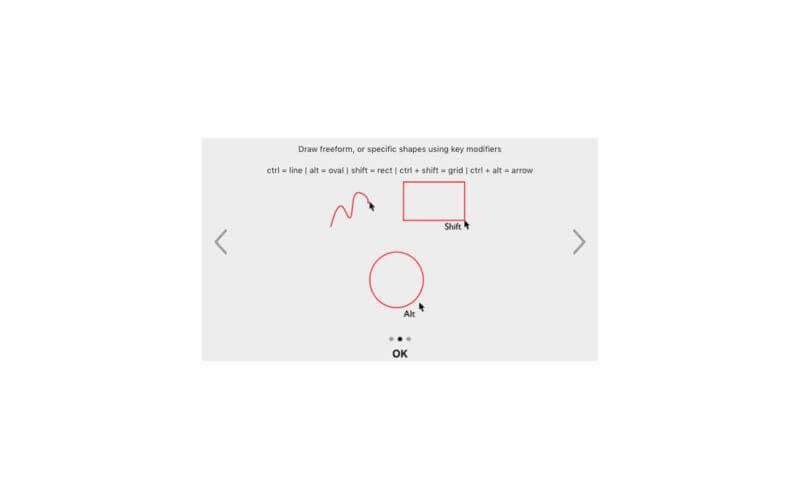 Draw freeform, or specific shapes using key modifiers
ctrl = line | alt = oval | shift = rect | ctrl + shift = grid | ctrl + alt = arrow
Shift
Alt
OK